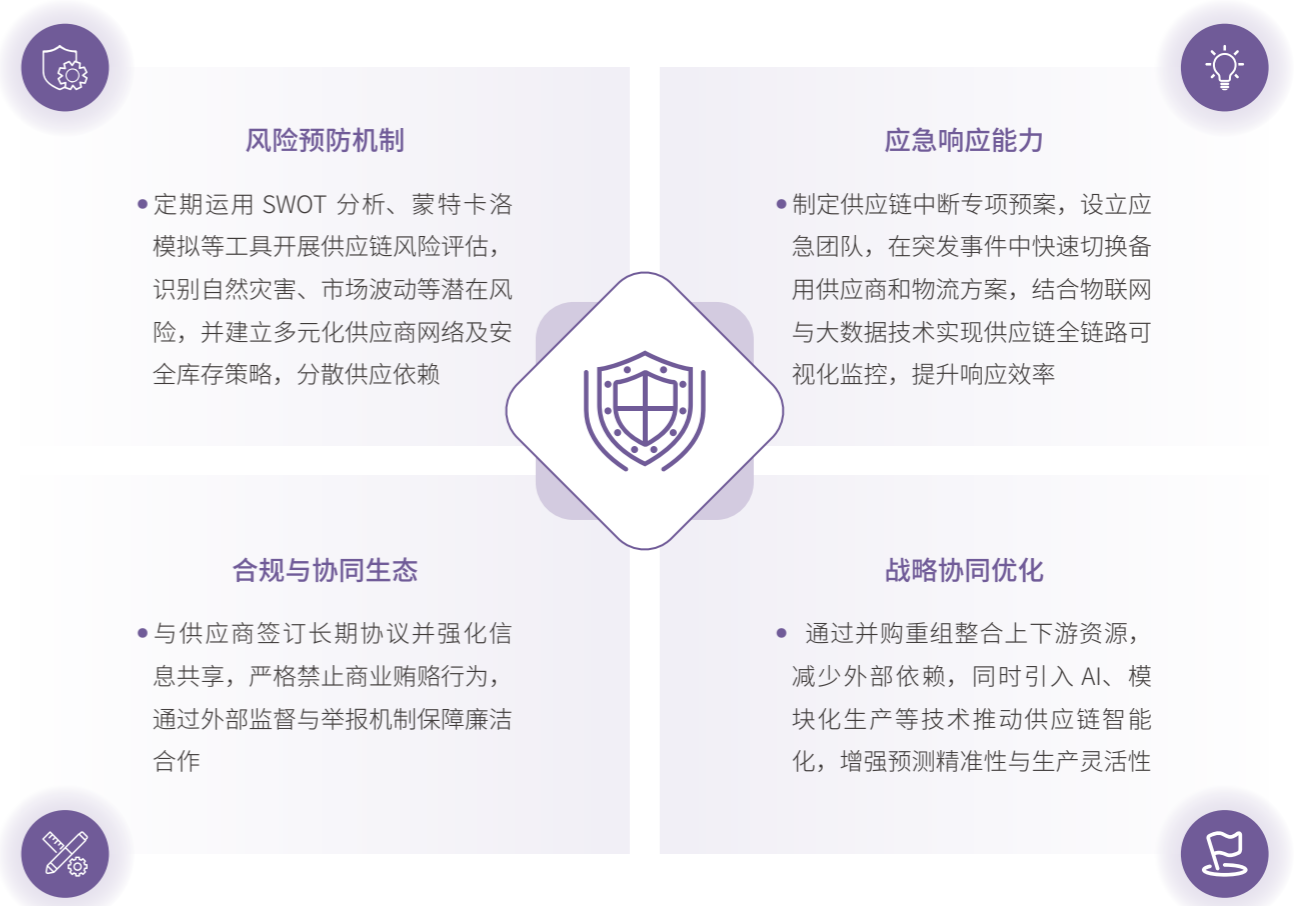 风险预防机制
定期运用 SWOT 分析、蒙特卡洛
模拟等工具开展供应链风险评估，
识别自然灾害、市场波动等潜在风
险，并建立多元化供应商网络及安
全库存策略，分散供应依赖
应急响应能力
制定供应链中断专项预案，设立应
急团队，在突发事件中快速切换备
用供应商和物流方案，结合物联网
与大数据技术实现供应链全链路可
视化监控，提升响应效率
合规与协同生态
与供应商签订长期协议并强化信
息共享，严格禁止商业贿赂行为，
通过外部监督与举报机制保障廉洁
合作
战略协同优化
通过并购重组整合上下游资源，
减少外部依赖，同时引入 AI、模
块化生产等技术推动供应链智能
化，增强预测精准性与生产灵活性